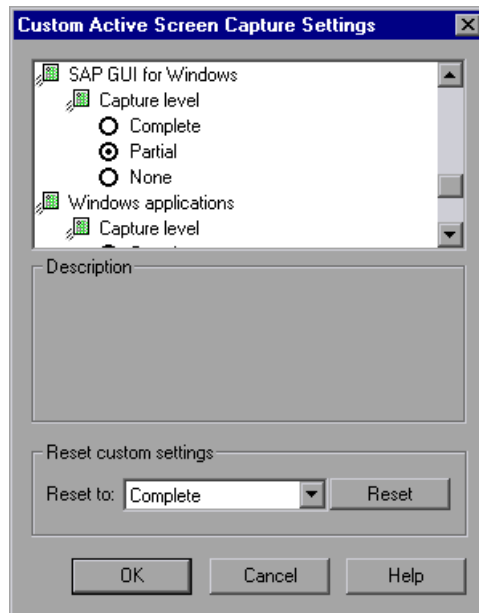 Custom Active Screen Capture Settings
SAP GUI for Windows
Capture level
Complete
Partial
None
Windows applications
Capture level
Description
Reset custom settings
Reset to: Complete Reset
OK Cancel Help